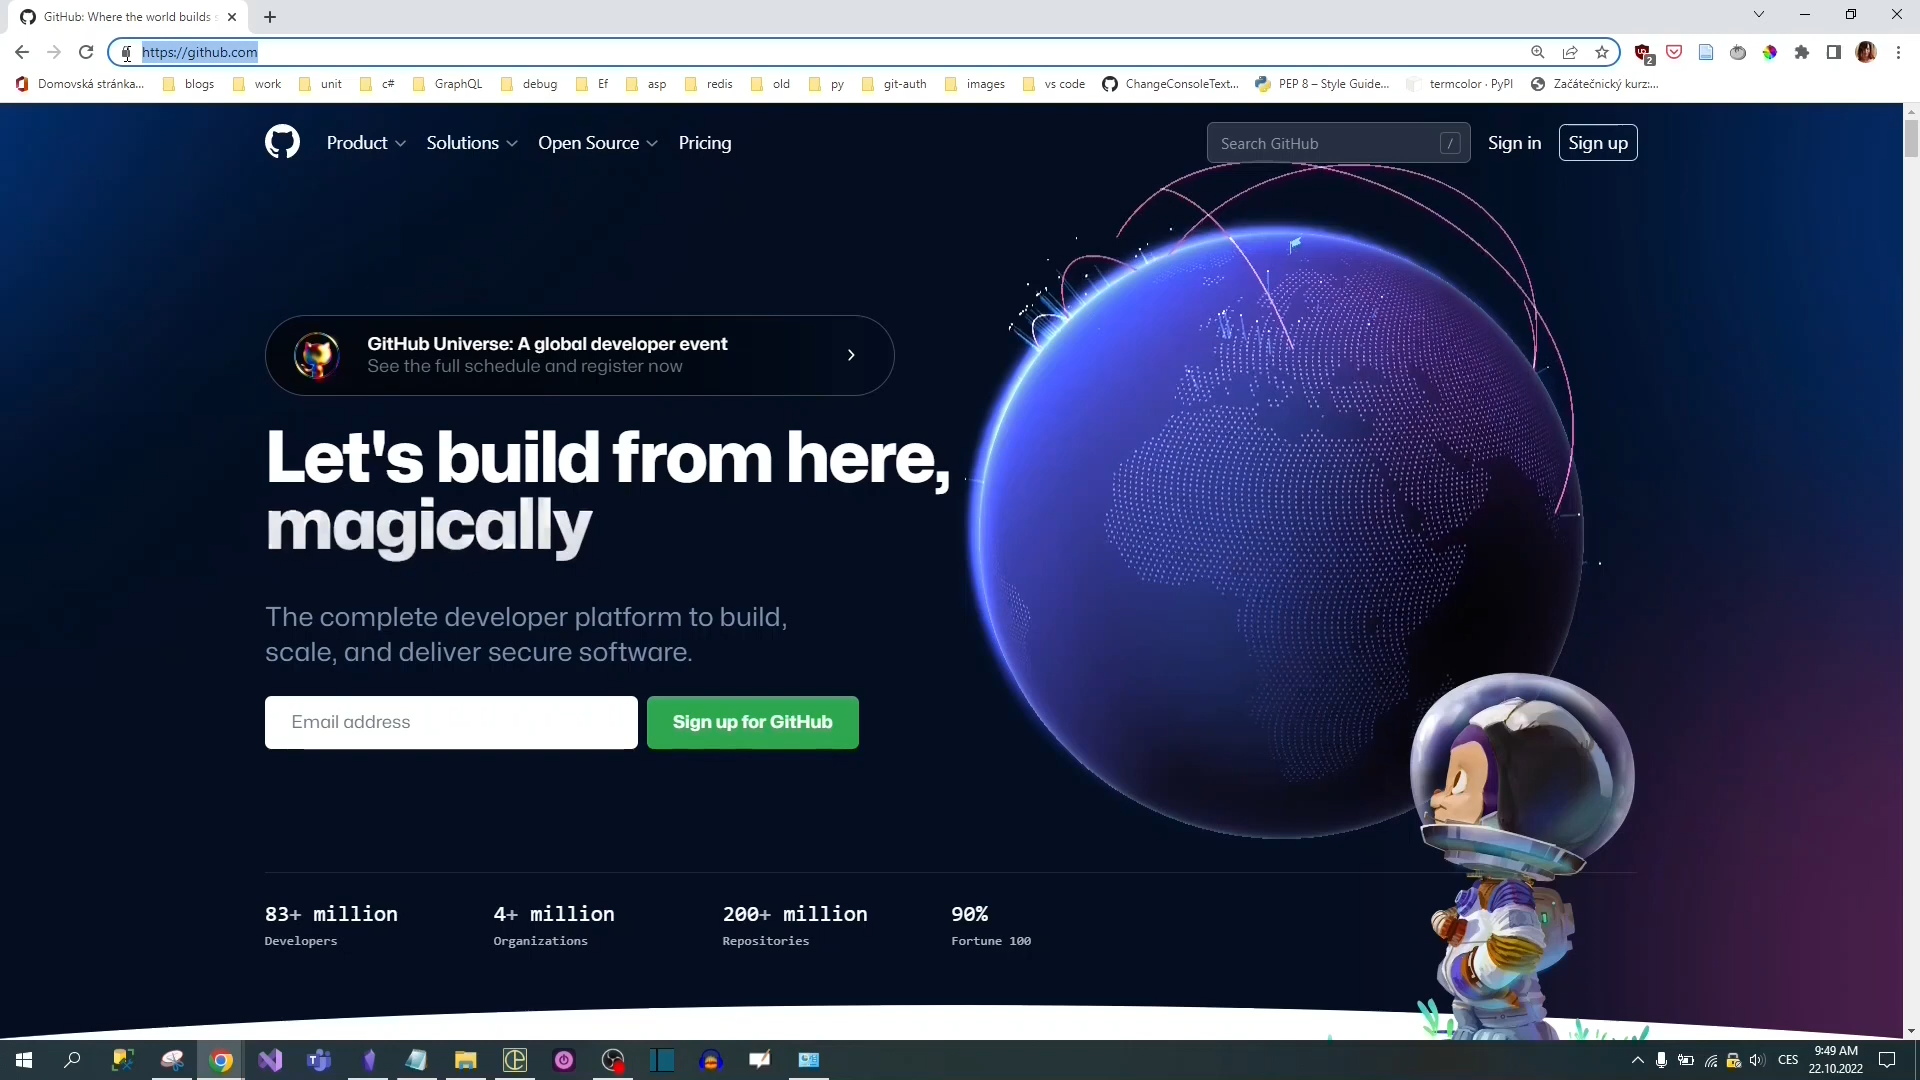 GitHub: Where the world builds s
https://github.com
2
Domovská stránka...
blogs
work
unit
c#
GraphQL
debug
Ef
asp
redis
old
py
git-auth
images
vs code
ChangeConsoleText...
PEP 8 – Style Guide...
termcolor · PyPI
Začátečnický kurz:...
Product
Solutions
Open Source
Pricing
Search GitHub
/
Sign in
Sign up
GitHub Universe: A global developer event
See the full schedule and register now
Let's build from here,
magically
The complete developer platform to build,
scale, and deliver secure software.
Email address
Sign up for GitHub
83+ million
Developers
4+ million
Organizations
200+ million
Repositories
90%
Fortune 100
CES
9:49 AM
22.10.2022